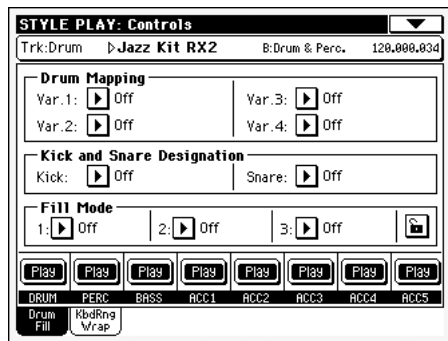 STYLE PLAY: Controls
Trk:Drum ▷Jazz Kit RX2 B:Drum & Perc. 120.000.034
Drum Mapping
Var.1: Off Var.3: Off
Var.2: Off Var.4: Off
Kick and Snare Designation
Kick: Off Snare: Off
Fill Mode
1: Off 2: Off 3: Off
Play Play Play Play Play Play Play Play
DRUM PERC BASS ACC1 ACC2 ACC3 ACC4 ACC5
Drum KbdRng
Fill Wrap